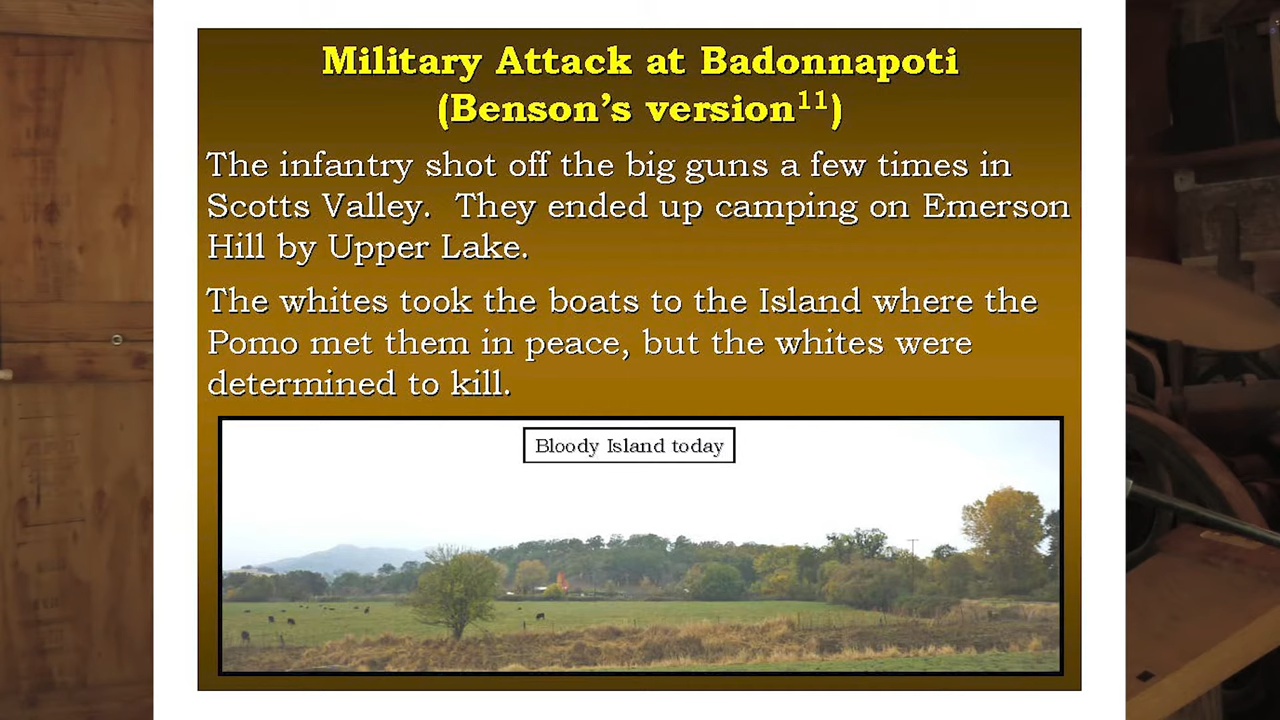 Military Attack at Badonnapoti
(Benson's version¹¹)
The infantry shot off the big guns a few times in
Scotts Valley.  They ended up camping on Emerson
Hill by Upper Lake.
The whites took the boats to the Island where the
Pomo met them in peace, but the whites were
determined to kill.
Bloody Island today